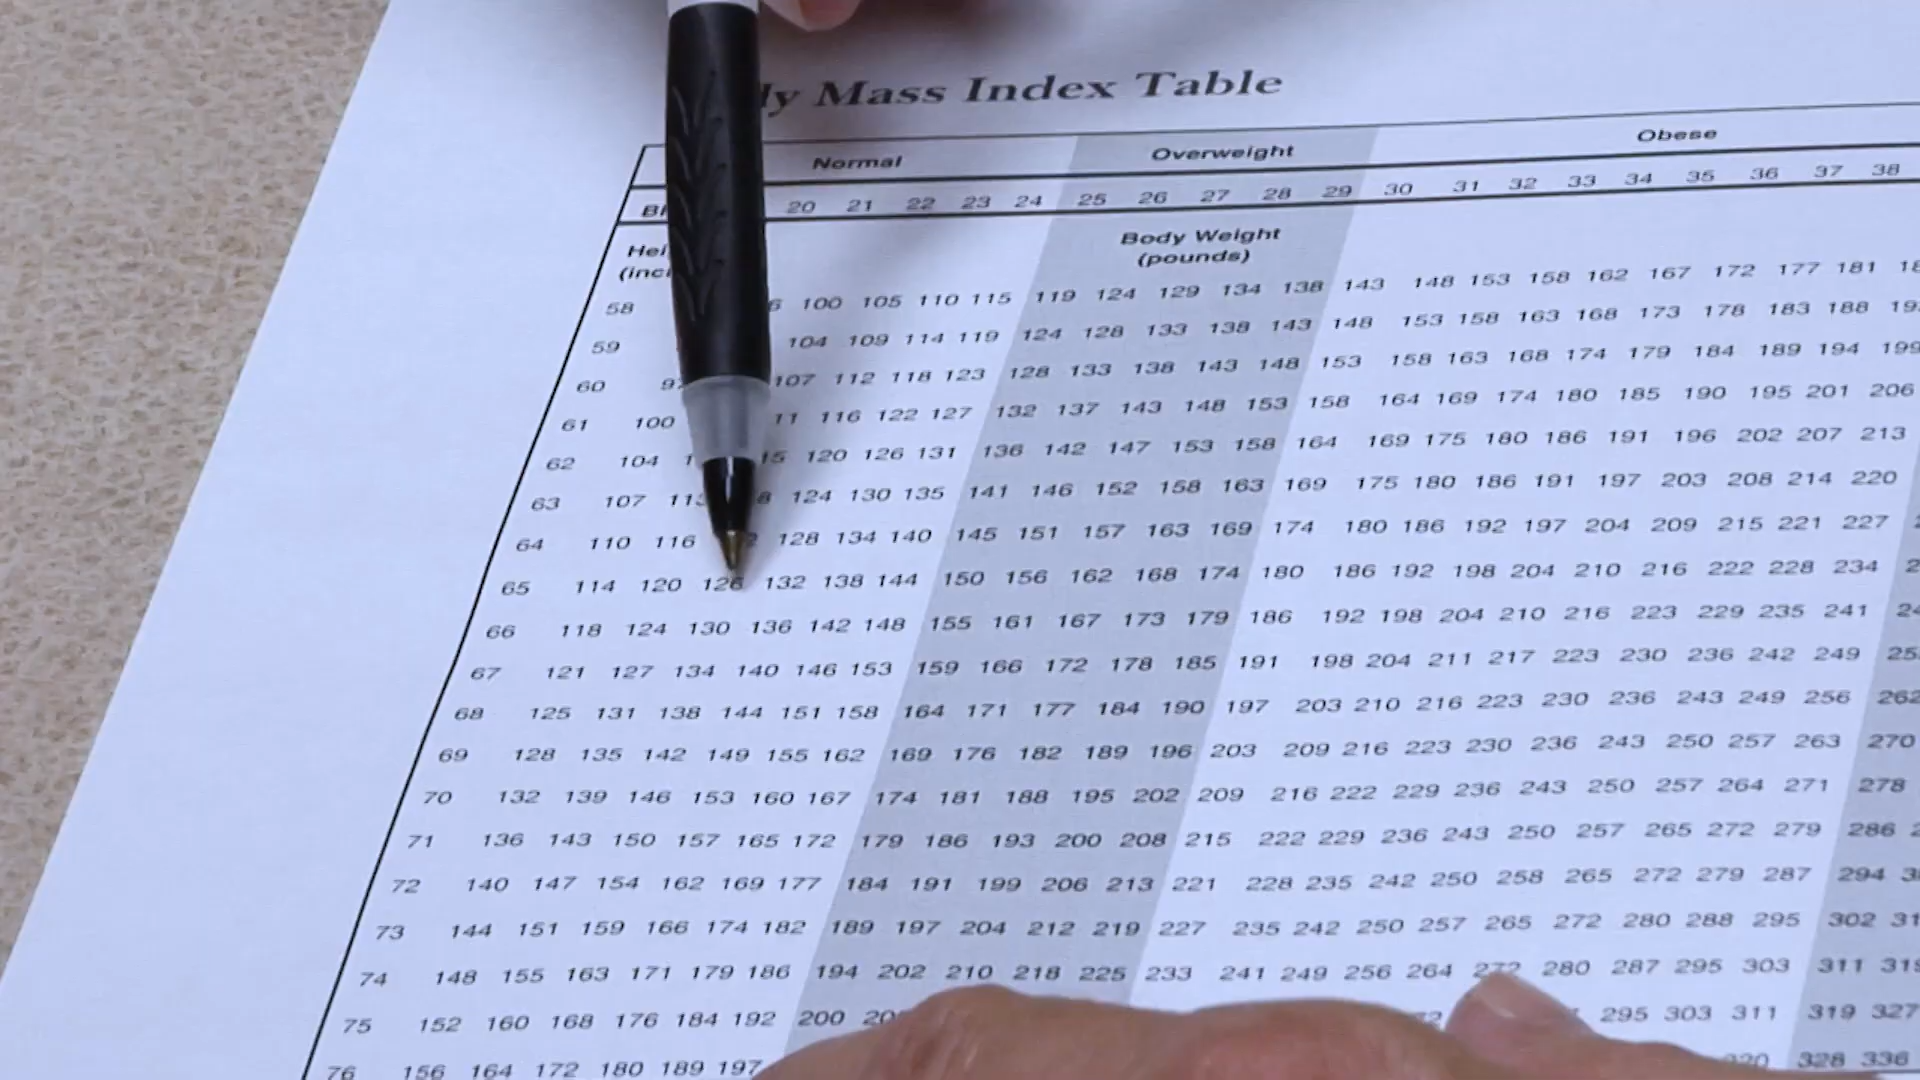 Mass Index Table
Normal Overweight Obese
20 21 22 23 24 25 26 27 28 29 30 31 32 33 34 35 36 37 38
Body Weight
(pounds)
58 100 105 110 115 119 124 129 134 138 143 148 153 158 162 167 172 177 181
59 104 109 114 119 124 128 133 138 143 148 153 158 163 168 173 178 183 188
60 107 112 118 123 128 133 138 143 148 153 158 163 168 174 179 184 189 194 199
61 100 116 122 127 132 137 143 148 153 158 164 169 174 180 185 190 195 201 206
62 104 120 126 131 136 142 147 153 158 164 169 175 180 186 191 196 202 207 213
63 107 124 130 135 141 146 152 158 163 169 175 180 186 191 197 203 208 214 220
64 110 116 128 134 140 145 151 157 163 169 174 180 186 192 197 204 209 215 221 227
65 114 120 126 132 138 144 150 156 162 168 174 180 186 192 198 204 210 216 222 228 234
66 118 124 130 136 142 148 155 161 167 173 179 186 192 198 204 210 216 223 229 235 241
67 121 127 134 140 146 153 159 166 172 178 185 191 198 204 211 217 223 230 236 242 249
68 125 131 138 144 151 158 164 171 177 184 190 197 203 210 216 223 230 236 243 249 256 262
69 128 135 142 149 155 162 169 176 182 189 196 203 209 216 223 230 236 243 250 257 263 270
70 132 139 146 153 160 167 174 181 188 195 202 209 216 222 229 236 243 250 257 264 271 278
71 136 143 150 157 165 172 179 186 193 200 208 215 222 229 236 243 250 257 265 272 279 286
72 140 147 154 162 169 177 184 191 199 206 213 221 228 235 242 250 258 265 272 279 287 294
73 144 151 159 166 174 182 189 197 204 212 219 227 235 242 250 257 265 272 280 288 295 302
74 148 155 163 171 179 186 194 202 210 218 225 233 241 249 256 264 272 280 287 295 303 311 319
75 152 160 168 176 184 192 200 295 303 311 319 327
76 156 164 172 180 189 197 328 336